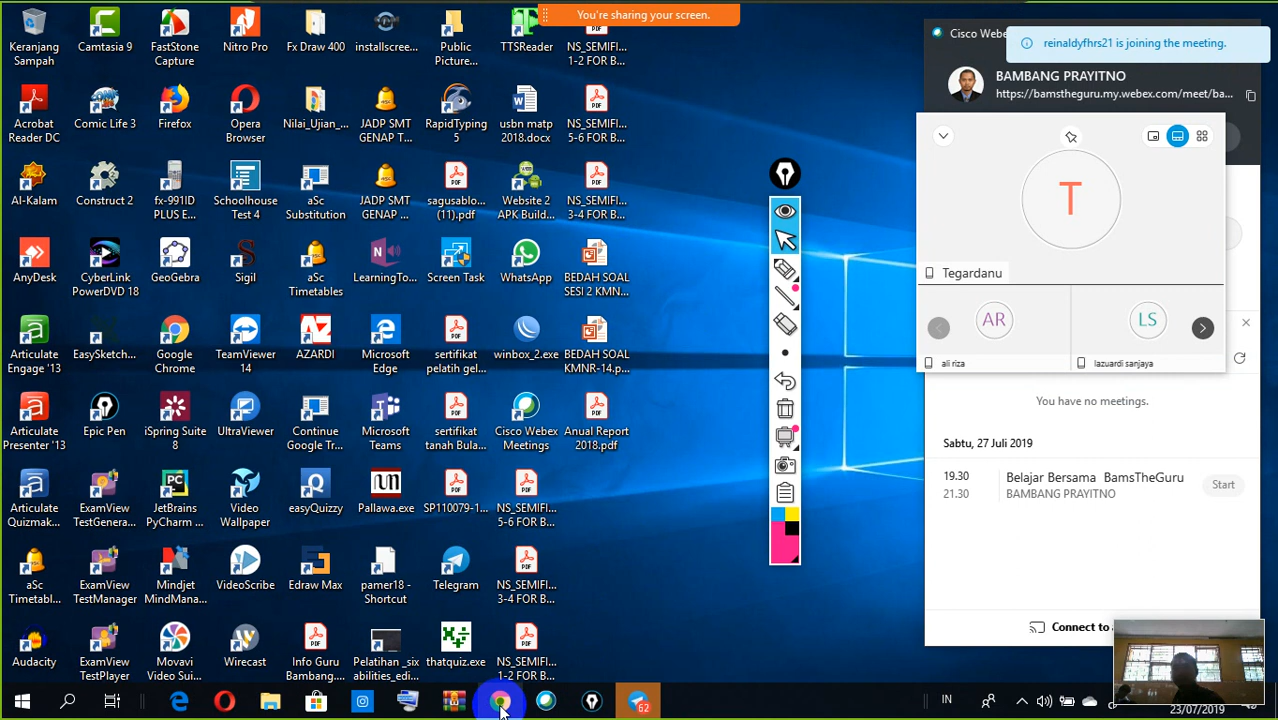 You're sharing your screen.
Keranjang
Sampah
Camtasia 9
FastStone
Capture
Nitro Pro
Fx Draw 400
installscree...
Public
Picture...
TTSReader
NS_SEMIFI...
1-2 FOR B...
Acrobat
Reader DC
Comic Life 3
Firefox
Opera
Browser
Nilai_Ujian_...
JADP SMT
GENAP T...
RapidTyping
5
usbn matp
2018.docx
NS_SEMIFI...
5-6 FOR B...
Al-Kalam
Construct 2
fx-991ID
PLUS E...
Schoolhouse
Test 4
aSc
Substitution
JADP SMT
GENAP ...
sagusablo...
(11).pdf
Website 2
APK Build...
NS_SEMIFI...
3-4 FOR B...
AnyDesk
CyberLink
PowerDVD 18
GeoGebra
Sigil
aSc
Timetables
LearningTo...
Screen Task
WhatsApp
BEDAH SOAL
SESI 2 KMN...
Articulate
Engage '13
EasySketch...
Google
Chrome
TeamViewer
14
AZARDI
Microsoft
Edge
sertifikat
pelatih gel...
winbox_2.exe
BEDAH SOAL
KMNR-14.p...
Articulate
Presenter '13
Epic Pen
iSpring Suite
8
UltraViewer
Continue
Google Tr...
Microsoft
Teams
sertifikat
tanah Bula...
Cisco Webex
Meetings
Anual Report
2018.pdf
Articulate
Quizmak...
ExamView
TestGenera...
JetBrains
PyCharm ...
Video
Wallpaper
easyQuizzy
Pallawa.exe
SP110079-1...
NS_SEMIFI...
5-6 FOR B...
aSc
Timetabl...
ExamView
TestManager
Mindjet
MindMana...
VideoScribe
Edraw Max
pamer18 -
Shortcut
Telegram
NS_SEMIFI...
3-4 FOR B...
Audacity
ExamView
TestPlayer
Movavi
Video Sui...
Wirecast
Info Guru
Bambang...
Pelatihan _six
abilities_edi...
thatquiz.exe
NS_SEMIFI...
1-2 FOR B...
Cisco Webe
reinaldyfhrs21 is joining the meeting.
BAMBANG PRAYITNO
https://bamstheguru.my.webex.com/meet/ba...
T
Tegardanu
AR
LS
ali riza
lazuardi sanjaya
You have no meetings.
Sabtu, 27 Juli 2019
19.30
Belajar Bersama BamsTheGuru
Start
21.30
BAMBANG PRAYITNO
Connect to a
IN
23/07/2019